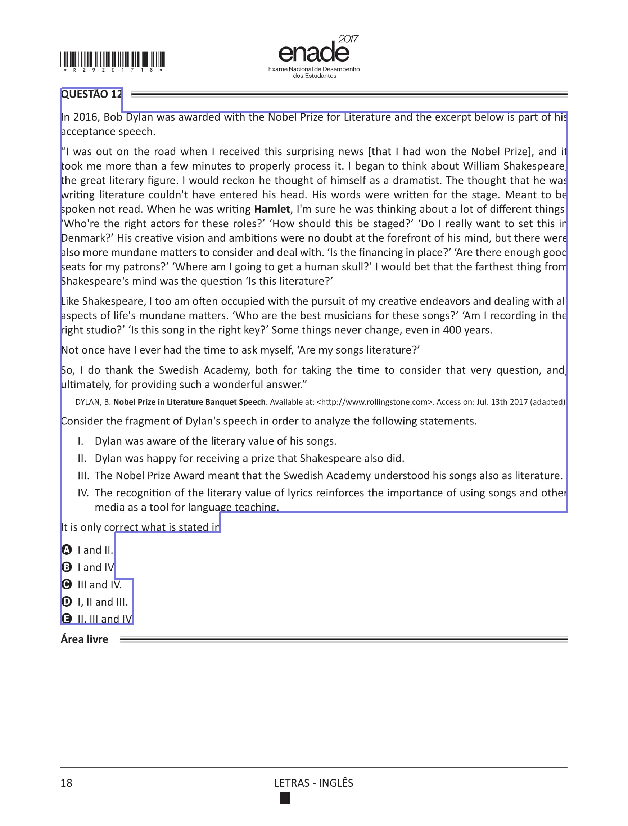 *R2920171718*
enade 2017
Exame Nacional de Desempenho
dos Estudantes
QUESTÃO 12
In 2016, Bob Dylan was awarded with the Nobel Prize for Literature and the excerpt below is part of his
acceptance speech.
“I was out on the road when I received this surprising news [that I had won the Nobel Prize], and it
took me more than a few minutes to properly process it. I began to think about William Shakespeare,
the great literary figure. I would reckon he thought of himself as a dramatist. The thought that he was
writing literature couldn't have entered his head. His words were written for the stage. Meant to be
spoken not read. When he was writing Hamlet, I'm sure he was thinking about a lot of different things:
‘Who're the right actors for these roles?’ ‘How should this be staged?’ ‘Do I really want to set this in
Denmark?’ His creative vision and ambitions were no doubt at the forefront of his mind, but there were
also more mundane matters to consider and deal with. ‘Is the financing in place?’ ‘Are there enough good
seats for my patrons?’ ‘Where am I going to get a human skull?’ I would bet that the farthest thing from
Shakespeare's mind was the question ‘Is this literature?’
Like Shakespeare, I too am often occupied with the pursuit of my creative endeavors and dealing with all
aspects of life's mundane matters. ‘Who are the best musicians for these songs?’ ‘Am I recording in the
right studio?’ ‘Is this song in the right key?’ Some things never change, even in 400 years.
Not once have I ever had the time to ask myself, ‘Are my songs literature?’
So, I do thank the Swedish Academy, both for taking the time to consider that very question, and,
ultimately, for providing such a wonderful answer.”
DYLAN, B. Nobel Prize in Literature Banquet Speech. Available at: <http://www.rollingstone.com>. Access on: Jul. 13th 2017 (adapted).
Consider the fragment of Dylan's speech in order to analyze the following statements.
I. Dylan was aware of the literary value of his songs.
II. Dylan was happy for receiving a prize that Shakespeare also did.
III. The Nobel Prize Award meant that the Swedish Academy understood his songs also as literature.
IV. The recognition of the literary value of lyrics reinforces the importance of using songs and other
media as a tool for language teaching.
It is only correct what is stated in
A I and II.
B I and IV.
C III and IV.
D I, II and III.
E II, III and IV.
Área livre
18
LETRAS - INGLÊS